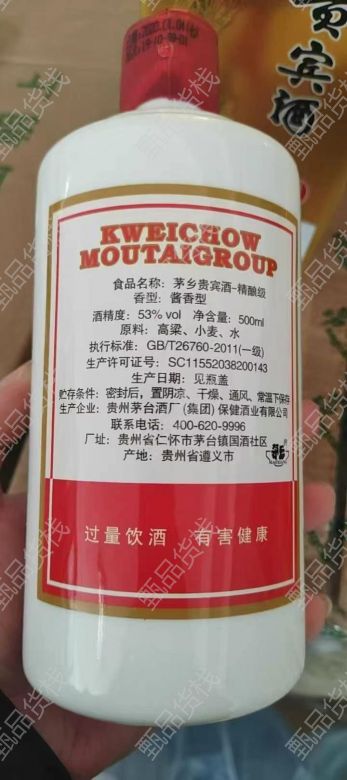 贵宾酒
KWEICHOW
MOUTAIGROUP
食品名称: 茅乡贵宾酒-精酿级
香型: 酱香型
酒精度: 53% vol 净含量: 500ml
原料: 高粱、小麦、水
执行标准: GB/T26760-2011(一级)
生产许可证号: SC11552038200143
生产日期: 见瓶盖
贮存条件: 密封后, 置阴凉、干燥、通风、常温下保存
生产企业: 贵州茅台酒厂(集团)保健酒业有限公司
联系电话: 400-620-9996
厂址: 贵州省仁怀市茅台镇国酒社区
产地: 贵州省遵义市
过量饮酒 有害健康
甄品货栈